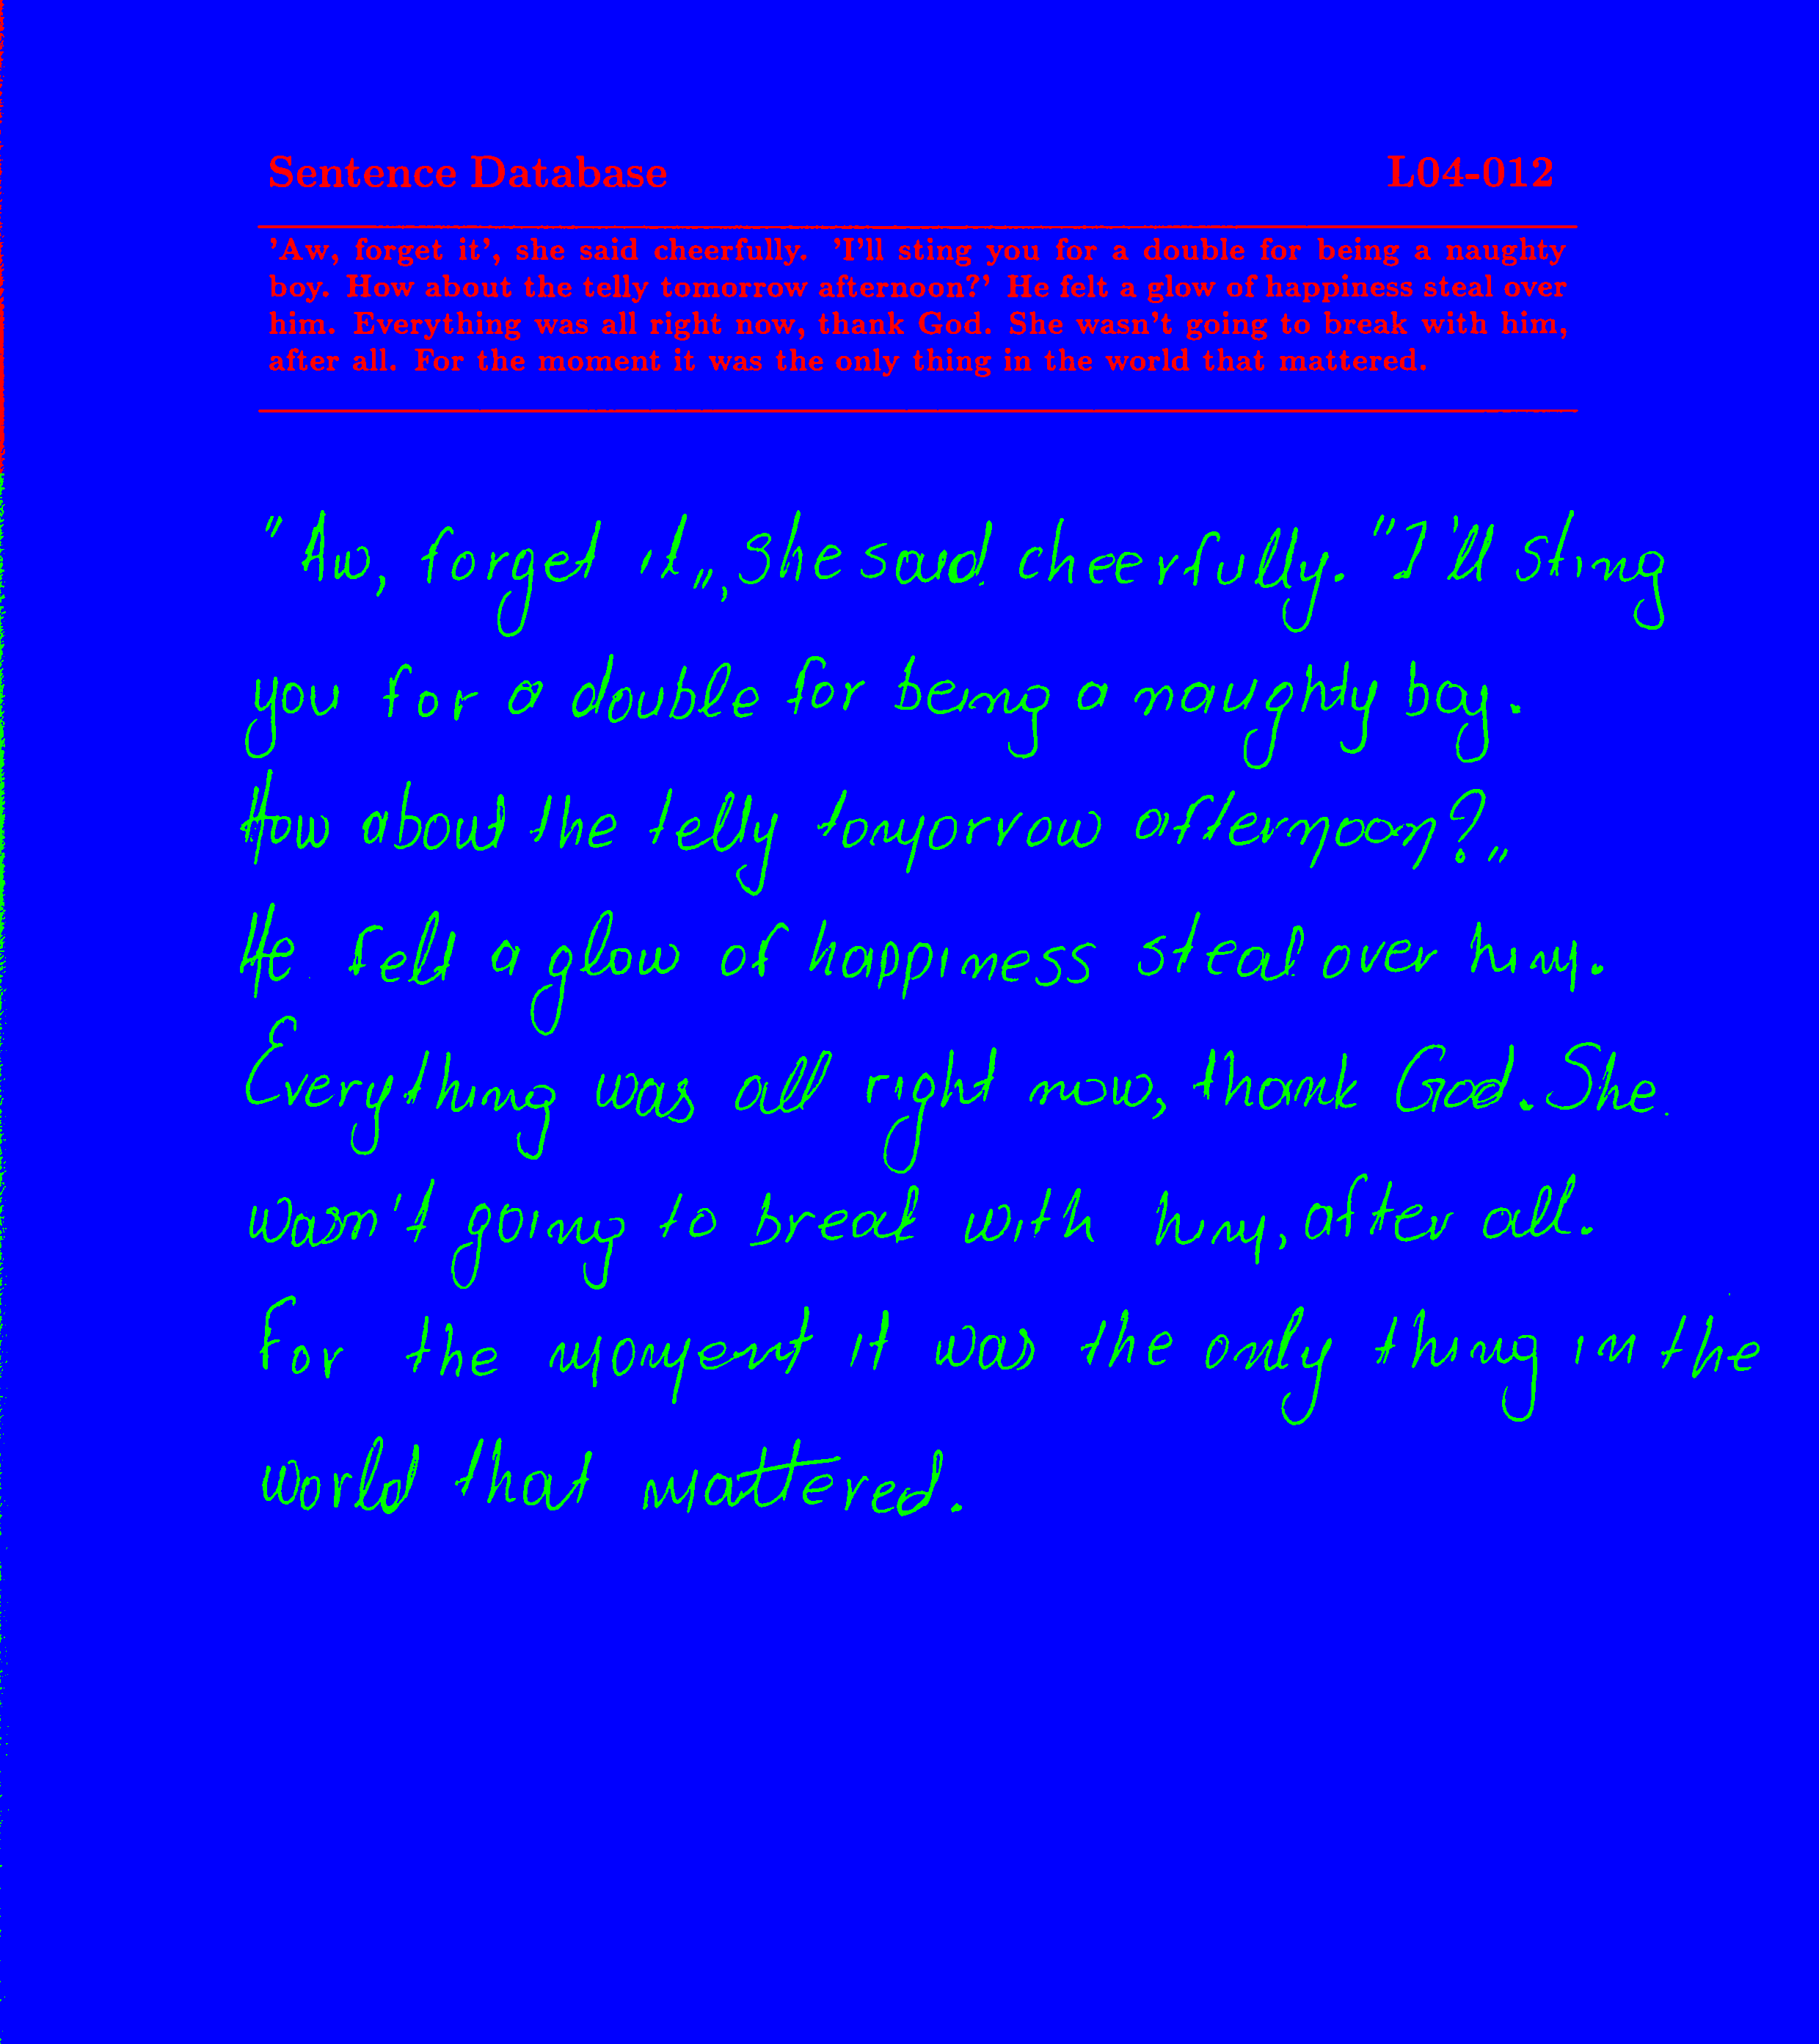 Sentence Database L04-012
'Aw, forget it', she said cheerfully. 'I'll sting you for a double for being a naughty
boy. How about the telly tomorrow afternoon?' He felt a glow of happiness steal over
him. Everything was all right now, thank God. She wasn't going to break with him,
after all. For the moment it was the only thing in the world that mattered.
"Aw, forget it„, she said cheerfully. "I'll sting
you for a double for being a naughty boy.
How about the telly tomorrow afternoon?„
He felt a glow of happiness steal over him.
Everything was all right now, thank God. She
wasn't going to break with him, after all.
For the moment it was the only thing in the
world that mattered.